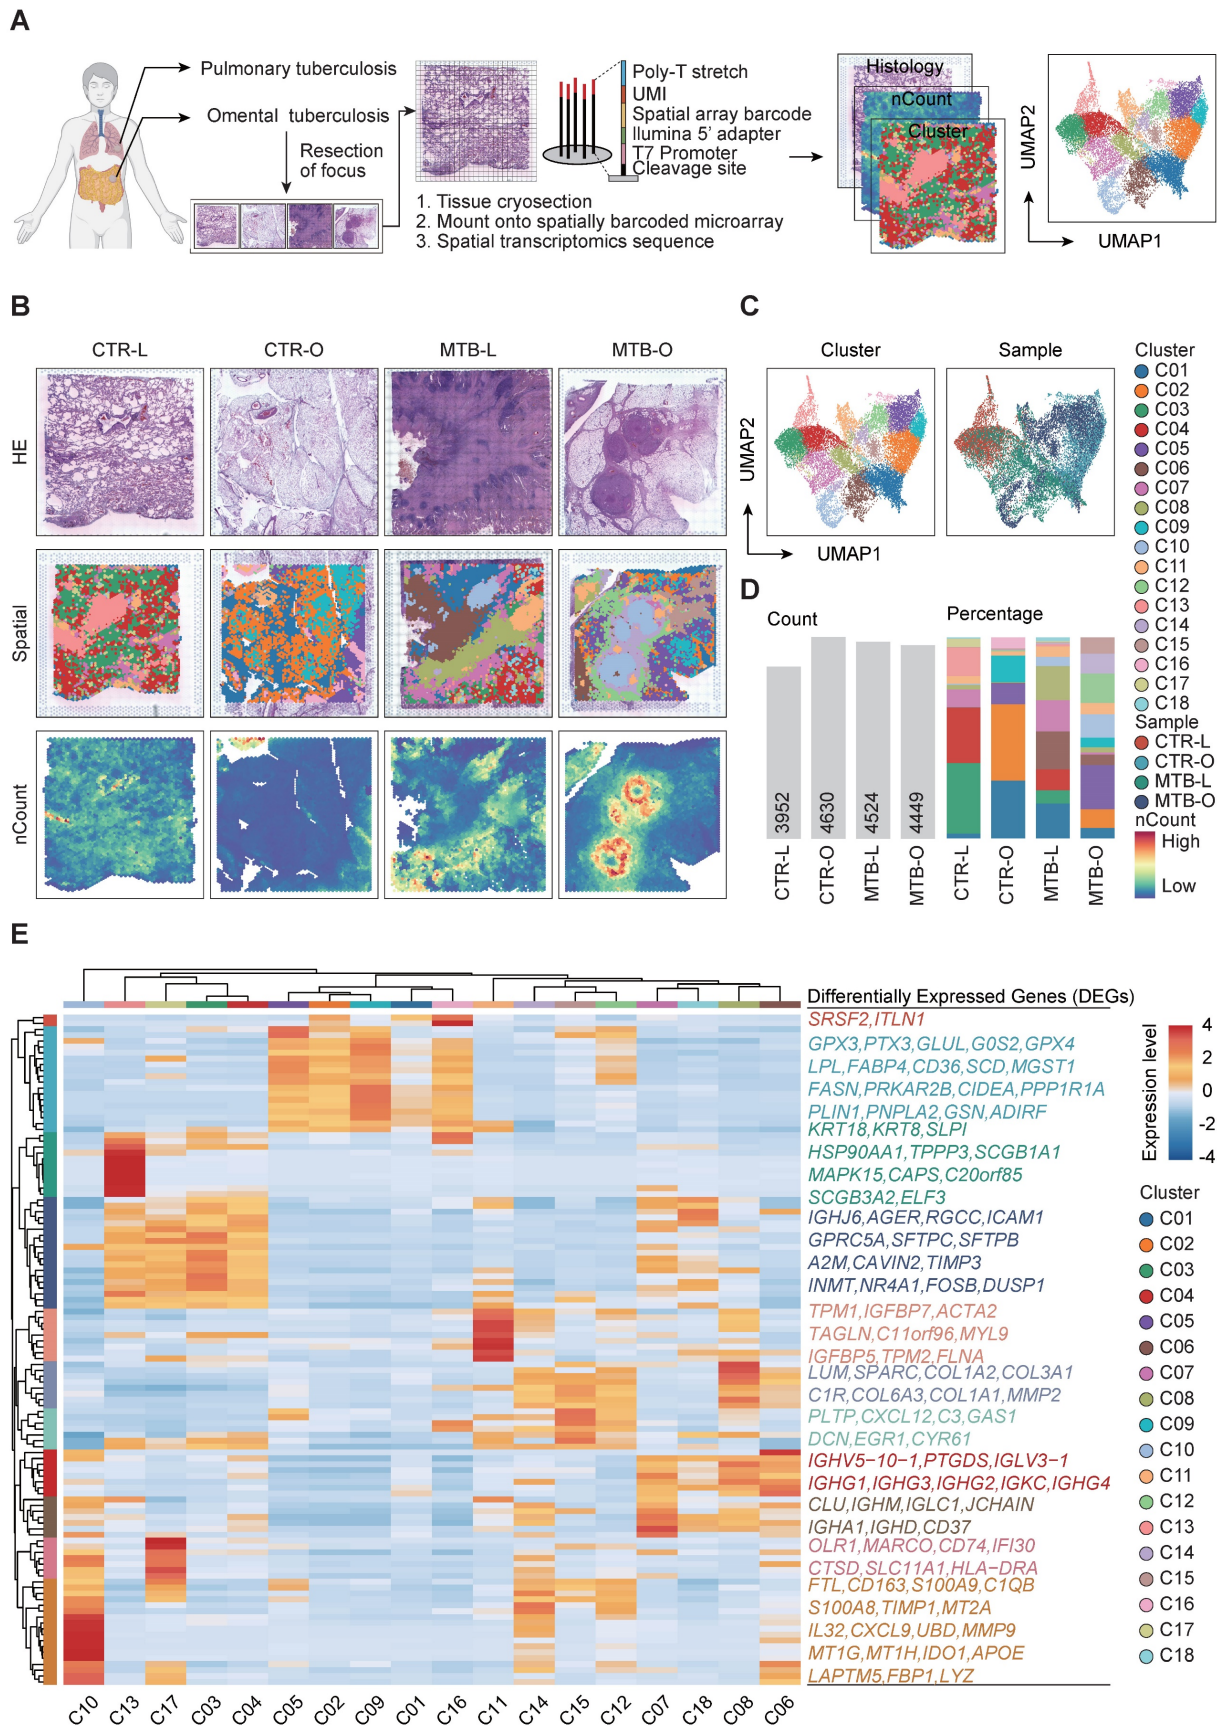 A
Pulmonary tuberculosis
Omental tuberculosis
Resection
of focus
Poly-T stretch
UMI
Spatial array barcode
Ilumina 5' adapter
T7 Promoter
Cleavage site
1. Tissue cryosection
2. Mount onto spatially barcoded microarray
3. Spatial transcriptomics sequence
Histology
nCount
Cluster
UMAP2
UMAP1
B
CTR-L
CTR-O
MTB-L
MTB-O
HE
Spatial
nCount
C
Cluster
Sample
UMAP2
UMAP1
Cluster
C01
C02
C03
C04
C05
C06
C07
C08
C09
C10
C11
C12
C13
C14
C15
C16
C17
C18
Sample
CTR-L
CTR-O
MTB-L
MTB-O
nCount
High
Low
D
Count
Percentage
3952
4630
4524
4449
CTR-L
CTR-O
MTB-L
MTB-O
CTR-L
CTR-O
MTB-L
MTB-O
E
Differentially Expressed Genes (DEGs)
SRSF2,ITLN1
GPX3,PTX3,GLUL,G0S2,GPX4
LPL,FABP4,CD36,SCD,MGST1
FASN,PRKAR2B,CIDEA,PPP1R1A
PLIN1,PNPLA2,GSN,ADIRF
KRT18,KRT8,SLPI
HSP90AA1,TPPP3,SCGB1A1
MAPK15,CAPS,C20orf85
SCGB3A2,ELF3
IGHJ6,AGER,RGCC,ICAM1
GPRC5A,SFTPC,SFTPB
A2M,CAVIN2,TIMP3
INMT,NR4A1,FOSB,DUSP1
TPM1,IGFBP7,ACTA2
TAGLN,C11orf96,MYL9
IGFBP5,TPM2,FLNA
LUM,SPARC,COL1A2,COL3A1
C1R,COL6A3,COL1A1,MMP2
PLTP,CXCL12,C3,GAS1
DCN,EGR1,CYR61
IGHV5−10−1,PTGDS,IGLV3−1
IGHG1,IGHG3,IGHG2,IGKC,IGHG4
CLU,IGHM,IGLC1,JCHAIN
IGHA1,IGHD,CD37
OLR1,MARCO,CD74,IFI30
CTSD,SLC11A1,HLA−DRA
FTL,CD163,S100A9,C1QB
S100A8,TIMP1,MT2A
IL32,CXCL9,UBD,MMP9
MT1G,MT1H,IDO1,APOE
LAPTM5,FBP1,LYZ
Expression level
4
2
0
-2
-4
Cluster
C01
C02
C03
C04
C05
C06
C07
C08
C09
C10
C11
C12
C13
C14
C15
C16
C17
C18
C10
C13
C17
C03
C04
C05
C02
C09
C01
C16
C11
C14
C15
C12
C07
C18
C08
C06